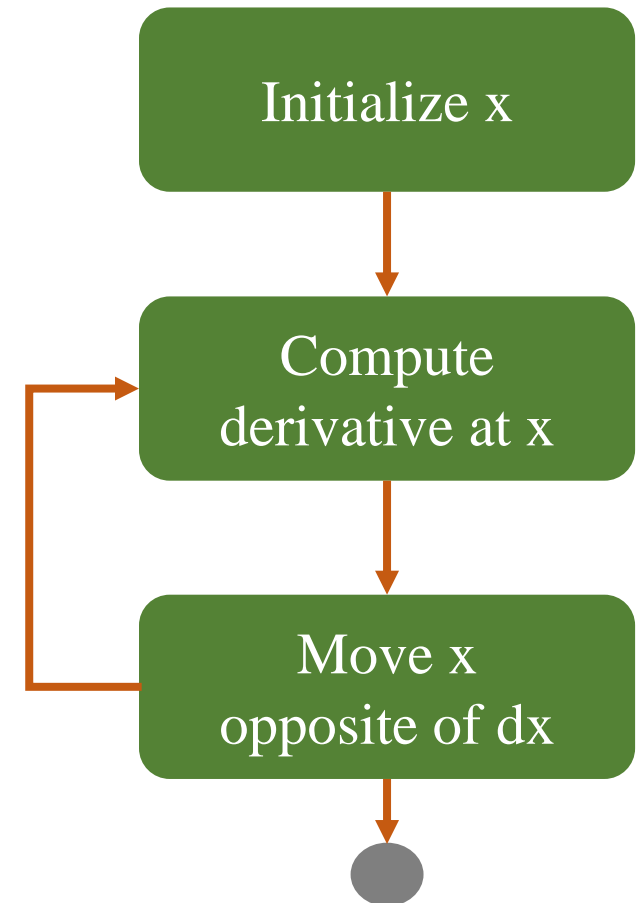 Initialize x
Compute
derivative at x
Move x
opposite of dx